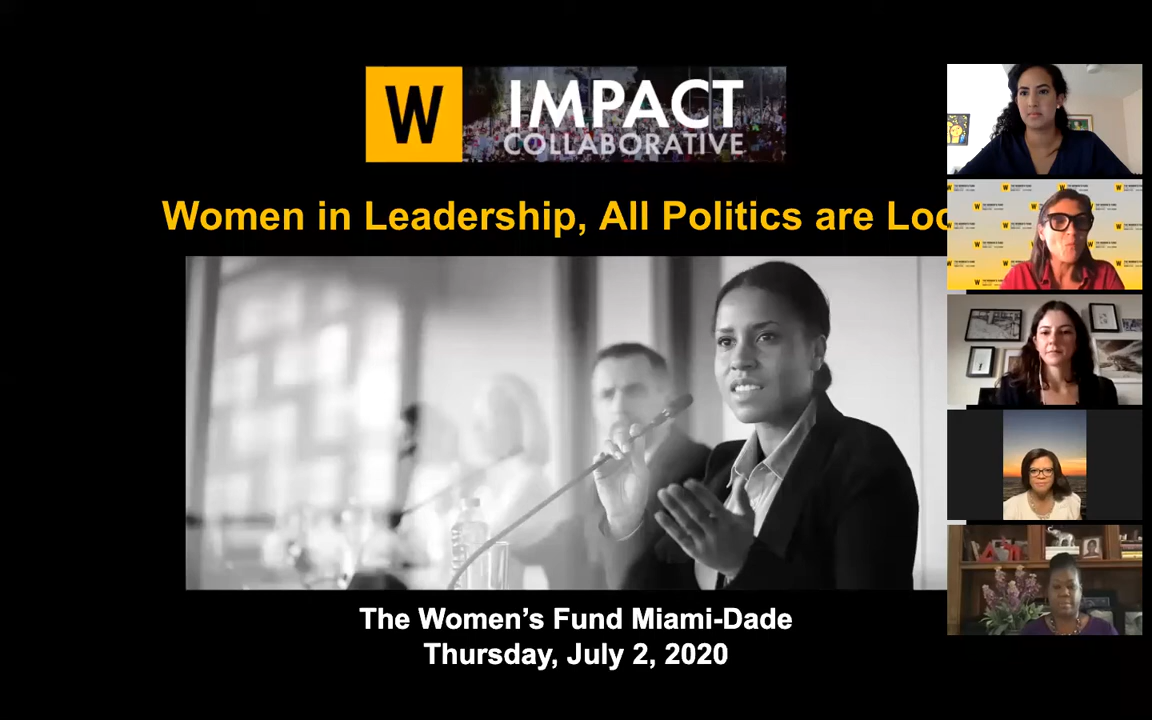 W
IMPACT
COLLABORATIVE
Women in Leadership, All Politics are Loc
The Women's Fund Miami-Dade
Thursday, July 2, 2020